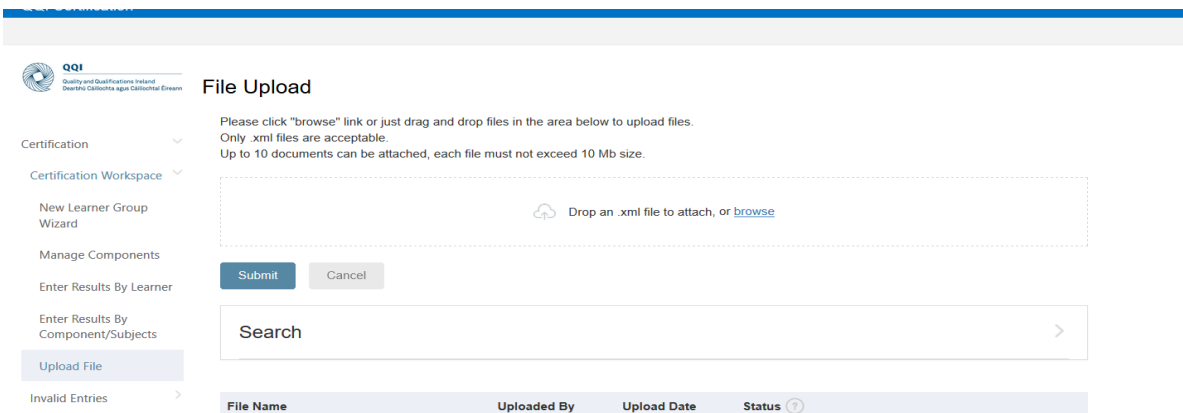 QQI Certification
QQI
Quality and Qualifications Ireland
Dearbhú Cáilíochta agus Cáilíochtaí Éireann
File Upload
Please click "browse" link or just drag and drop files in the area below to upload files.
Only .xml files are acceptable.
Up to 10 documents can be attached, each file must not exceed 10 Mb size.
Certification
Certification Workspace
New Learner Group
Wizard
Manage Components
Enter Results By Learner
Enter Results By
Component/Subjects
Upload File
Invalid Entries
Drop an .xml file to attach, or browse
Submit Cancel
Search
File Name Uploaded By Upload Date Status ?